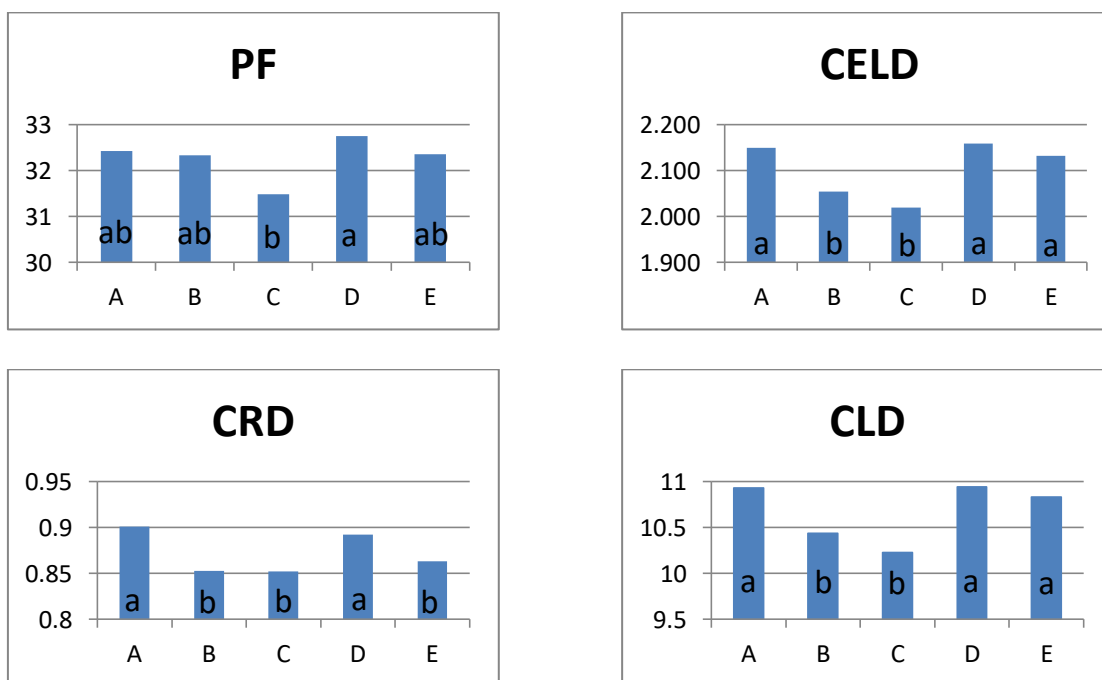 PF
33
32
31
30
ab ab b a ab
A B C D E
CELD
2.200
2.100
2.000
1.900
a b b a a
A B C D E
CRD
0.95
0.9
0.85
0.8
a b b a b
A B C D E
CLD
11
10.5
10
9.5
a b b a a
A B C D E